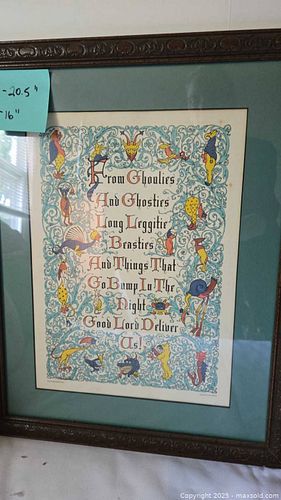 -20.5"
16"
From Ghoulies
And Ghosties
Long Leggitie
Beasties
And Things That
Go Bump In The
Night
Good Lord Deliver
Us!
Copyright 2025 - maxsold.com